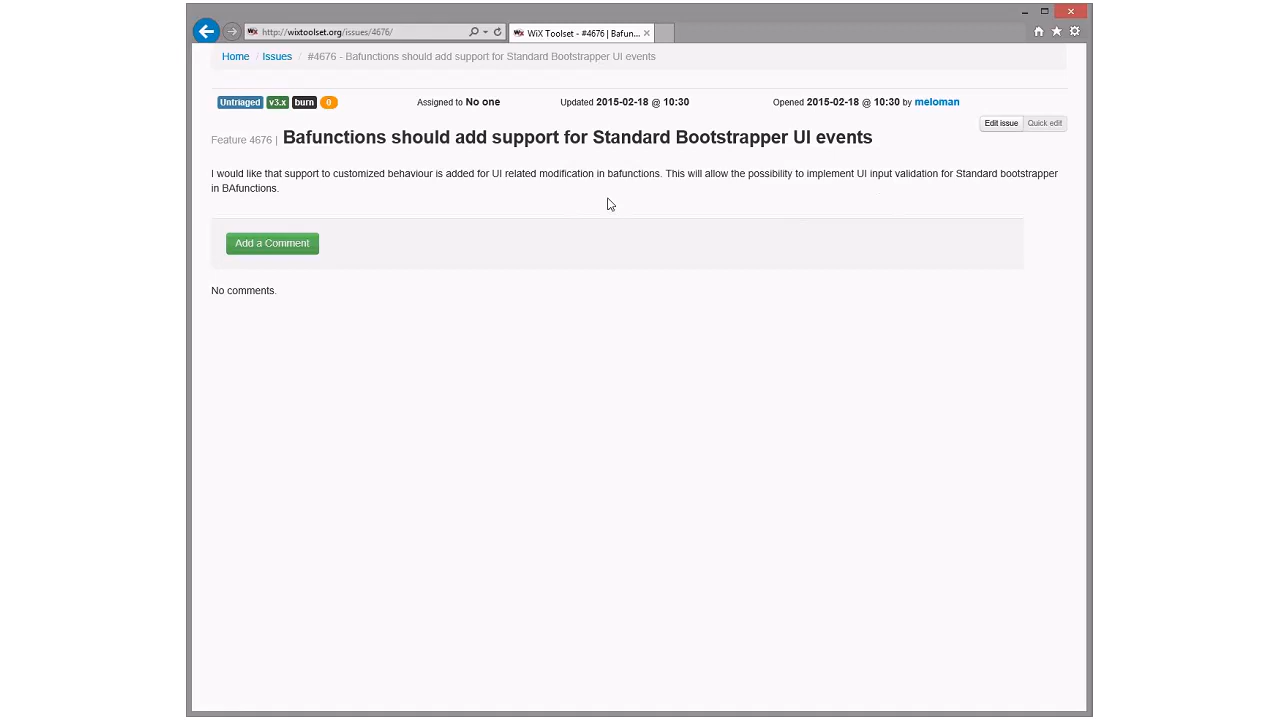 http://wixtoolset.org/issues/4676/
WiX Toolset - #4676 | Bafun...
Home / Issues / #4676 - Bafunctions should add support for Standard Bootstrapper UI events
Untriaged v3.x burn 0 Assigned to No one Updated 2015-02-18 @ 10:30 Opened 2015-02-18 @ 10:30 by meloman
Edit issue Quick edit
Feature 4676 | Bafunctions should add support for Standard Bootstrapper UI events
I would like that support to customized behaviour is added for UI related modification in bafunctions. This will allow the possibility to implement UI input validation for Standard bootstrapper
in BAfunctions.
Add a Comment
No comments.